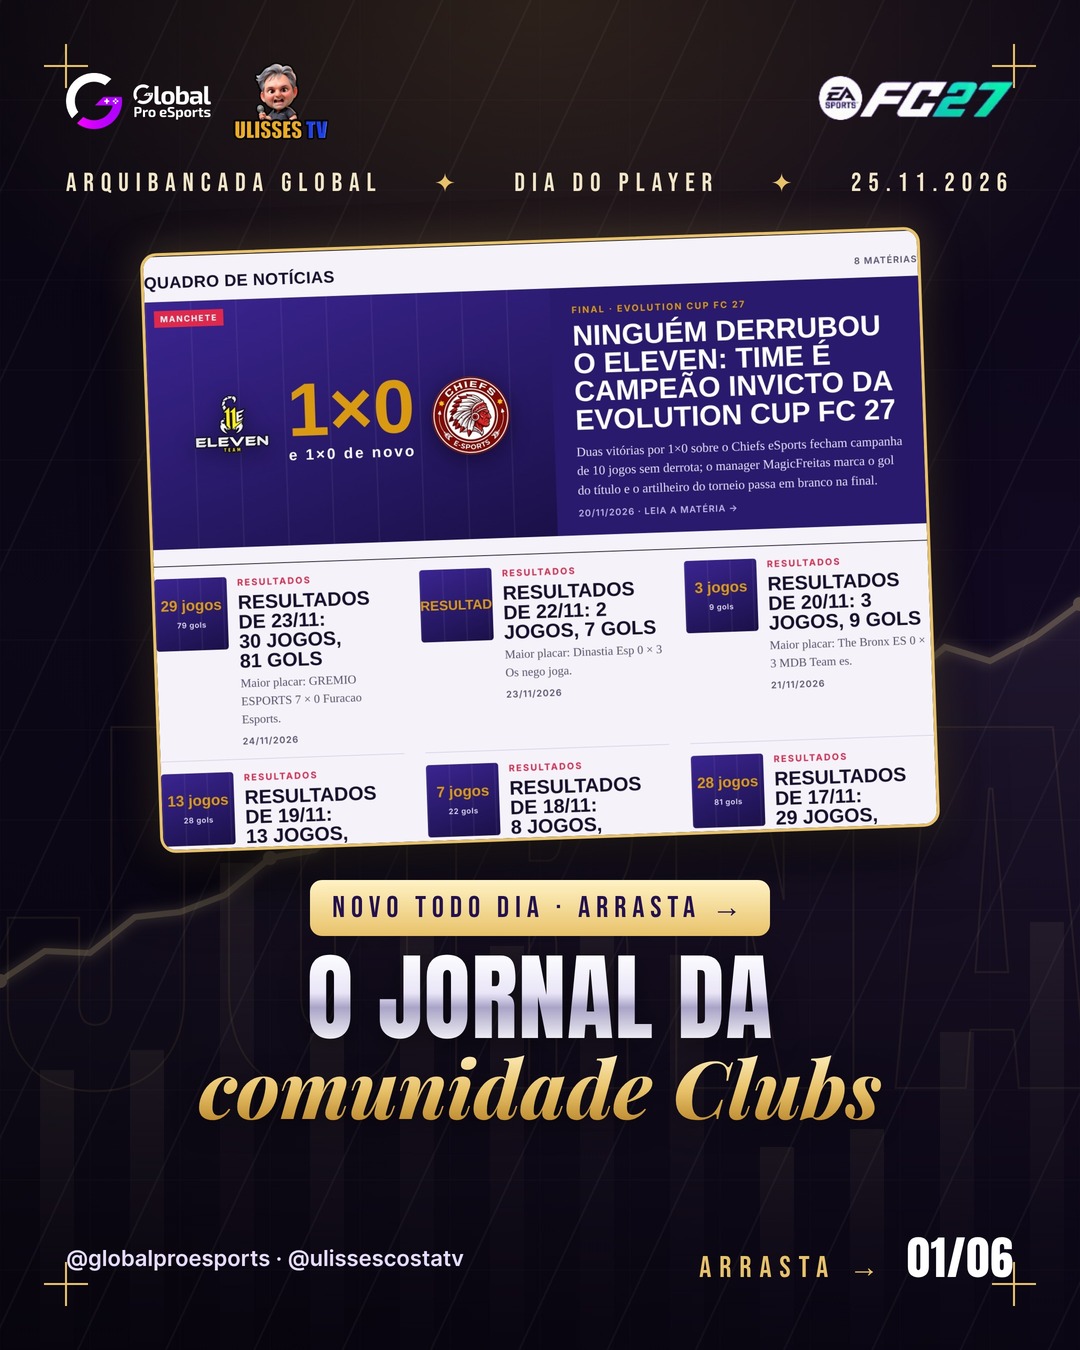 Global
Pro eSports
ULISSES TV
EA SPORTS FC27
ARQUIBANCADA GLOBAL ✦ DIA DO PLAYER ✦ 25.11.2026
QUADRO DE NOTÍCIAS
8 MATÉRIAS
MANCHETE
ELEVEN
TEAM
1×0
e 1×0 de novo
CHIEFS
E-SPORTS
FINAL · EVOLUTION CUP FC 27
NINGUÉM DERRUBOU
O ELEVEN: TIME É
CAMPEÃO INVICTO DA
EVOLUTION CUP FC 27
Duas vitórias por 1×0 sobre o Chiefs eSports fecham campanha
de 10 jogos sem derrota; o manager MagicFreitas marca o gol
do título e o artilheiro do torneio passa em branco na final.
20/11/2026 · LEIA A MATÉRIA →
29 jogos
79 gols
RESULTADOS
RESULTADOS
DE 23/11:
30 JOGOS,
81 GOLS
Maior placar: GREMIO
ESPORTS 7 × 0 Furacao
Esports.
24/11/2026
RESULTAD
RESULTADOS
RESULTADOS
DE 22/11: 2
JOGOS, 7 GOLS
Maior placar: Dinastia Esp 0 × 3
Os nego joga.
23/11/2026
3 jogos
9 gols
RESULTADOS
RESULTADOS
DE 20/11: 3
JOGOS, 9 GOLS
Maior placar: The Bronx ES 0 ×
3 MDB Team es.
21/11/2026
13 jogos
28 gols
RESULTADOS
RESULTADOS
DE 19/11:
13 JOGOS,
7 jogos
22 gols
RESULTADOS
RESULTADOS
DE 18/11:
8 JOGOS,
28 jogos
81 gols
RESULTADOS
RESULTADOS
DE 17/11:
29 JOGOS,
NOVO TODO DIA · ARRASTA →
O JORNAL DA
comunidade Clubs
@globalproesports · @ulissescostatv
ARRASTA → 01/06